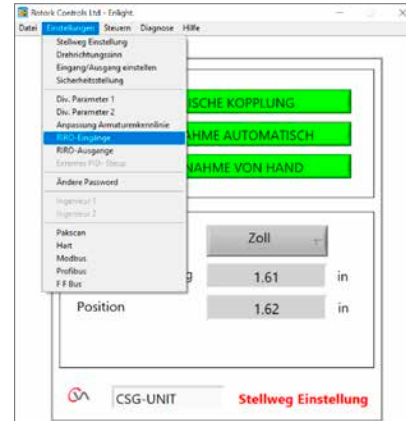 Rotork Controls Ltd - Enlight.
Datei Einstellungen Steuern Diagnose Hilfe
Stellweg Einstellung
Drehrichtungssinn
Eingang/Ausgang einstellen
Sicherheitsstellung
Div. Parameter 1
Div. Parameter 2
Anpassung Armaturenkennlinie
RIRO-Eingänge
RIRO-Ausgange
Externes PID- Status
Ändere Password
Ingenieur 1
Ingenieur 2
Pakscan
Hart
Modbus
Profibus
F F Bus
ISCHE KOPPLUNG
AHME AUTOMATISCH
NAHME VON HAND
Zoll
g 1.61 in
Position 1.62 in
CSG-UNIT Stellweg Einstellung